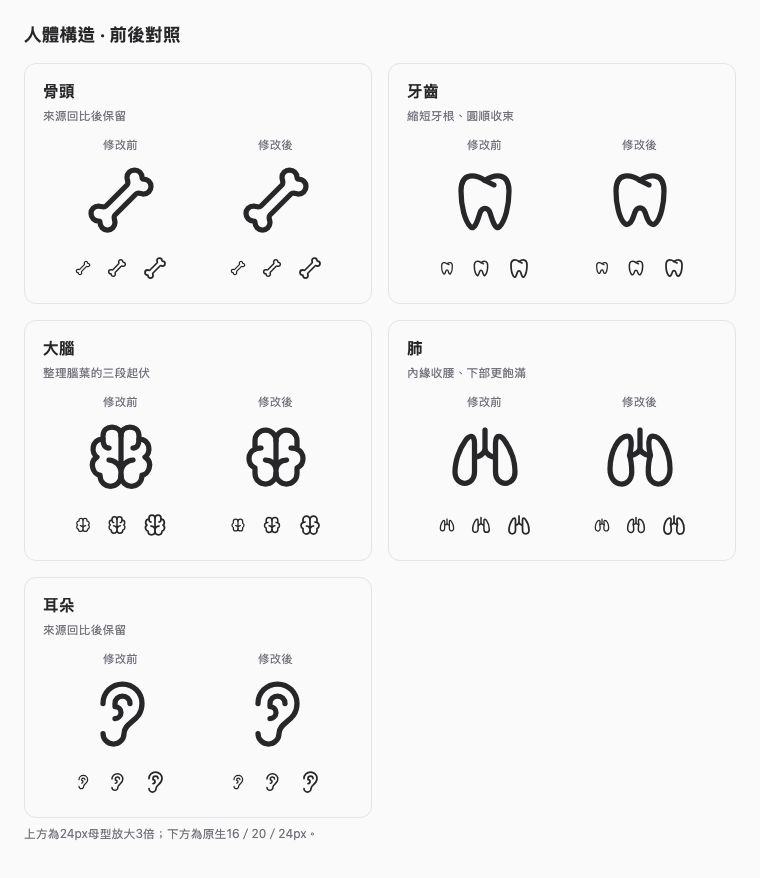 人體構造 · 前後對照
骨頭
來源回比後保留
修改前
修改後
牙齒
縮短牙根、圓順收束
修改前
修改後
大腦
整理腦葉的三段起伏
修改前
修改後
肺
內緣收腰、下部更飽滿
修改前
修改後
耳朵
來源回比後保留
修改前
修改後
上方為24px母型放大3倍；下方為原生16 / 20 / 24px。